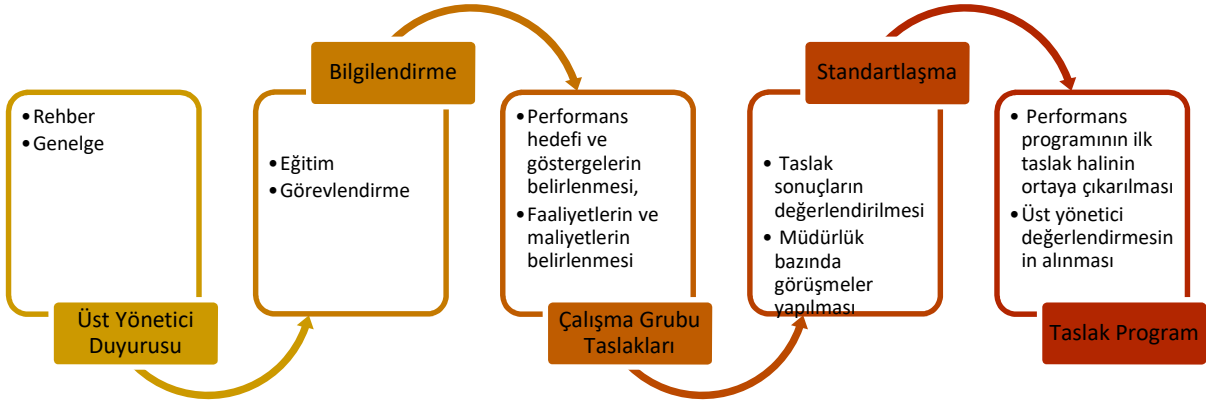 •Rehber
•Genelge
Üst Yönetici
Duyurusu
Bilgilendirme
•Eğitim
•Görevlendirme
•Performans
hedefi ve
göstergelerin
belirlenmesi,
•Faaliyetlerin ve
maliyetlerin
belirlenmesi
Çalışma Grubu
Taslakları
Standartlaşma
• Taslak
sonuçların
değerlendirilmesi
• Müdürlük
bazında
görüşmeler
yapılması
• Performans
programının ilk
taslak halinin
ortaya çıkarılması
•Üst yönetici
değerlendirmesin
in alınması
Taslak Program